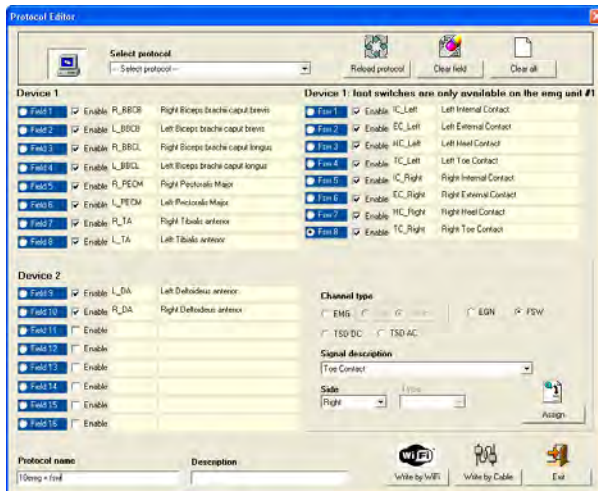 Protocol Editor
Select protocol
-- Select protocol --
Reload protocol
Clear field
Clear all
Device 1
Field 1 Enable R_BBCB Right Biceps brachii caput brevis
Field 2 Enable L_BBCB Left Biceps brachii caput brevis
Field 3 Enable R_BBCL Right Biceps brachii caput longus
Field 4 Enable L_BBCL Left Biceps brachii caput longus
Field 5 Enable R_PECM Right Pectoralis Major
Field 6 Enable L_PECM Left Pectoralis Major
Field 7 Enable R_TA Right Tibialis anterior
Field 8 Enable L_TA Left Tibialis anterior
Device 1: foot switches are only available on the emg unit #1
Fsw 1 Enable IC_Left Left Internal Contact
Fsw 2 Enable EC_Left Left External Contact
Fsw 3 Enable HC_Left Left Heel Contact
Fsw 4 Enable TC_Left Left Toe Contact
Fsw 5 Enable IC_Right Right Internal Contact
Fsw 6 Enable EC_Right Right External Contact
Fsw 7 Enable HC_Right Right Heel Contact
Fsw 8 Enable TC_Right Right Toe Contact
Device 2
Field 9 Enable L_DA Left Deltoideus anterior
Field 10 Enable R_DA Right Deltoideus anterior
Field 11 Enable
Field 12 Enable
Field 13 Enable
Field 14 Enable
Field 15 Enable
Field 16 Enable
Channel type
EMG
EGN FSW
TSD DC TSD AC
Signal description
Toe Contact
Side Type
Right
Assign
Protocol name Description
10emg + fsw
WiFi
Write by WiFi
Write by Cable
Exit